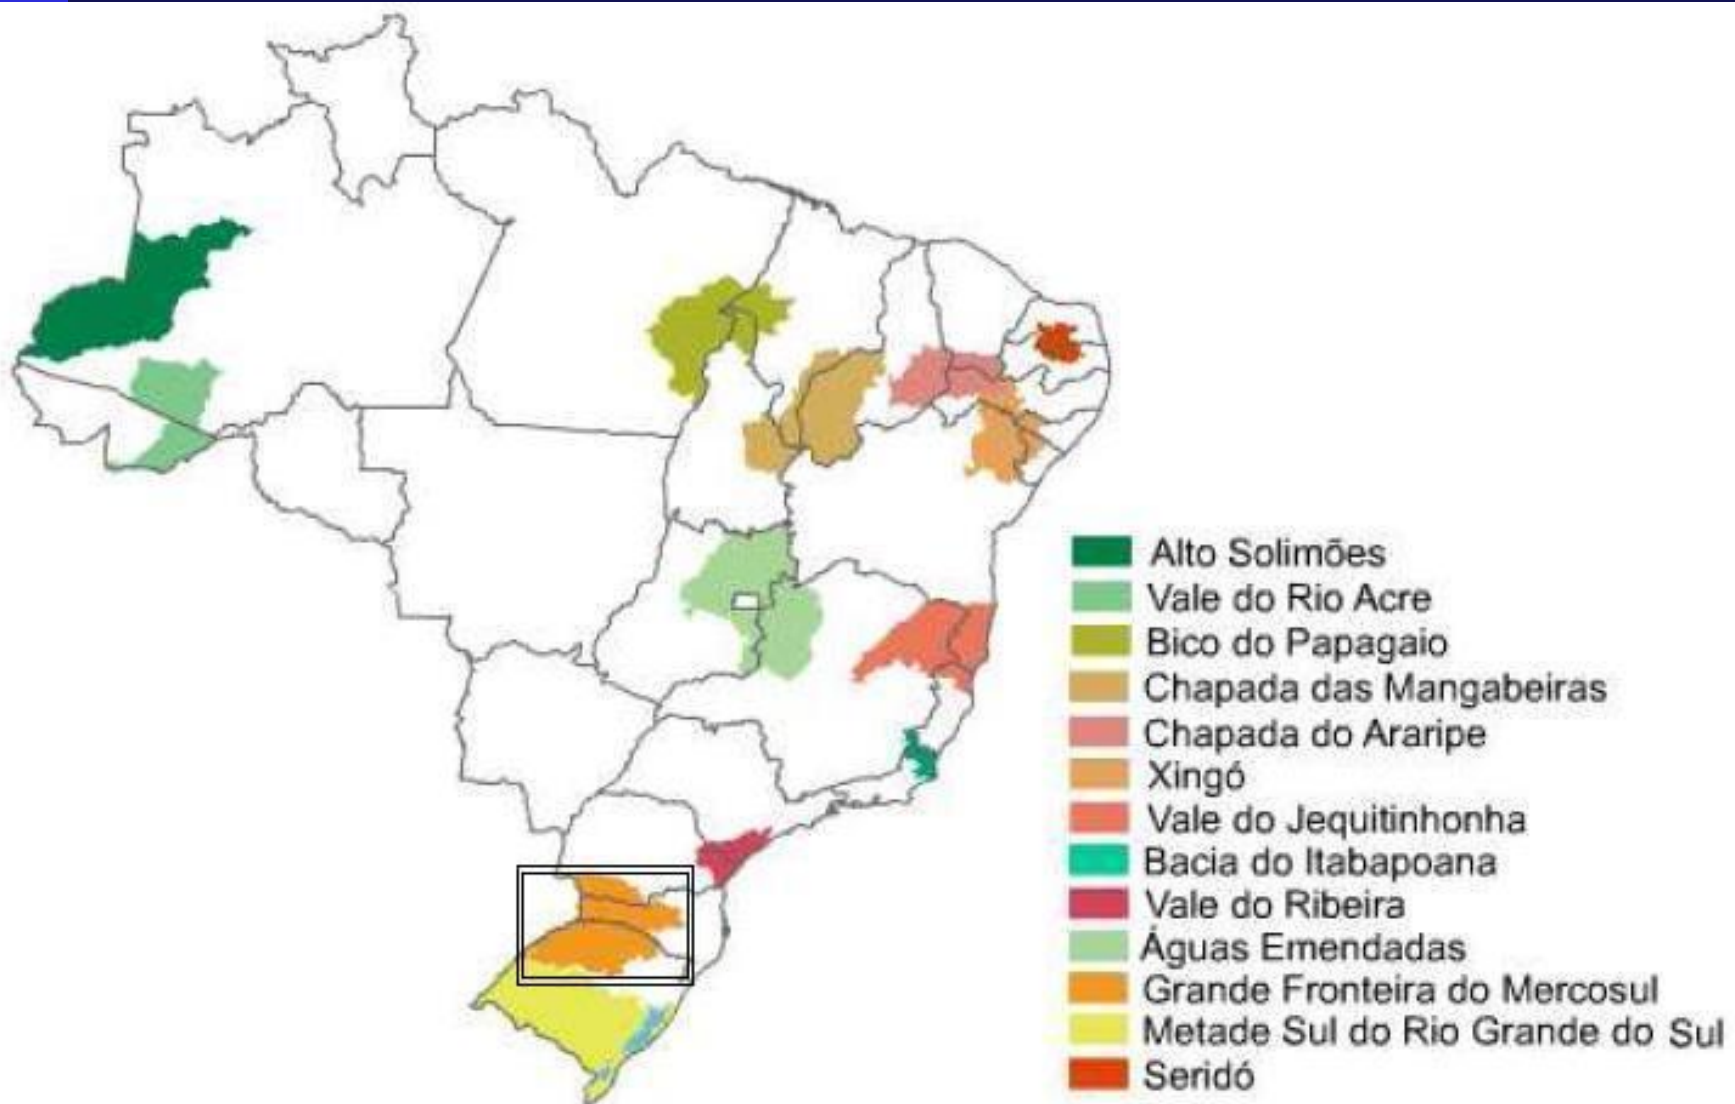 Alto Solimões
Vale do Rio Acre
Bico do Papagaio
Chapada das Mangabeiras
Chapada do Araripe
Xingó
Vale do Jequitinhonha
Bacia do Itabapoana
Vale do Ribeira
Águas Emendadas
Grande Fronteira do Mercosul
Metade Sul do Rio Grande do Sul
Seridó